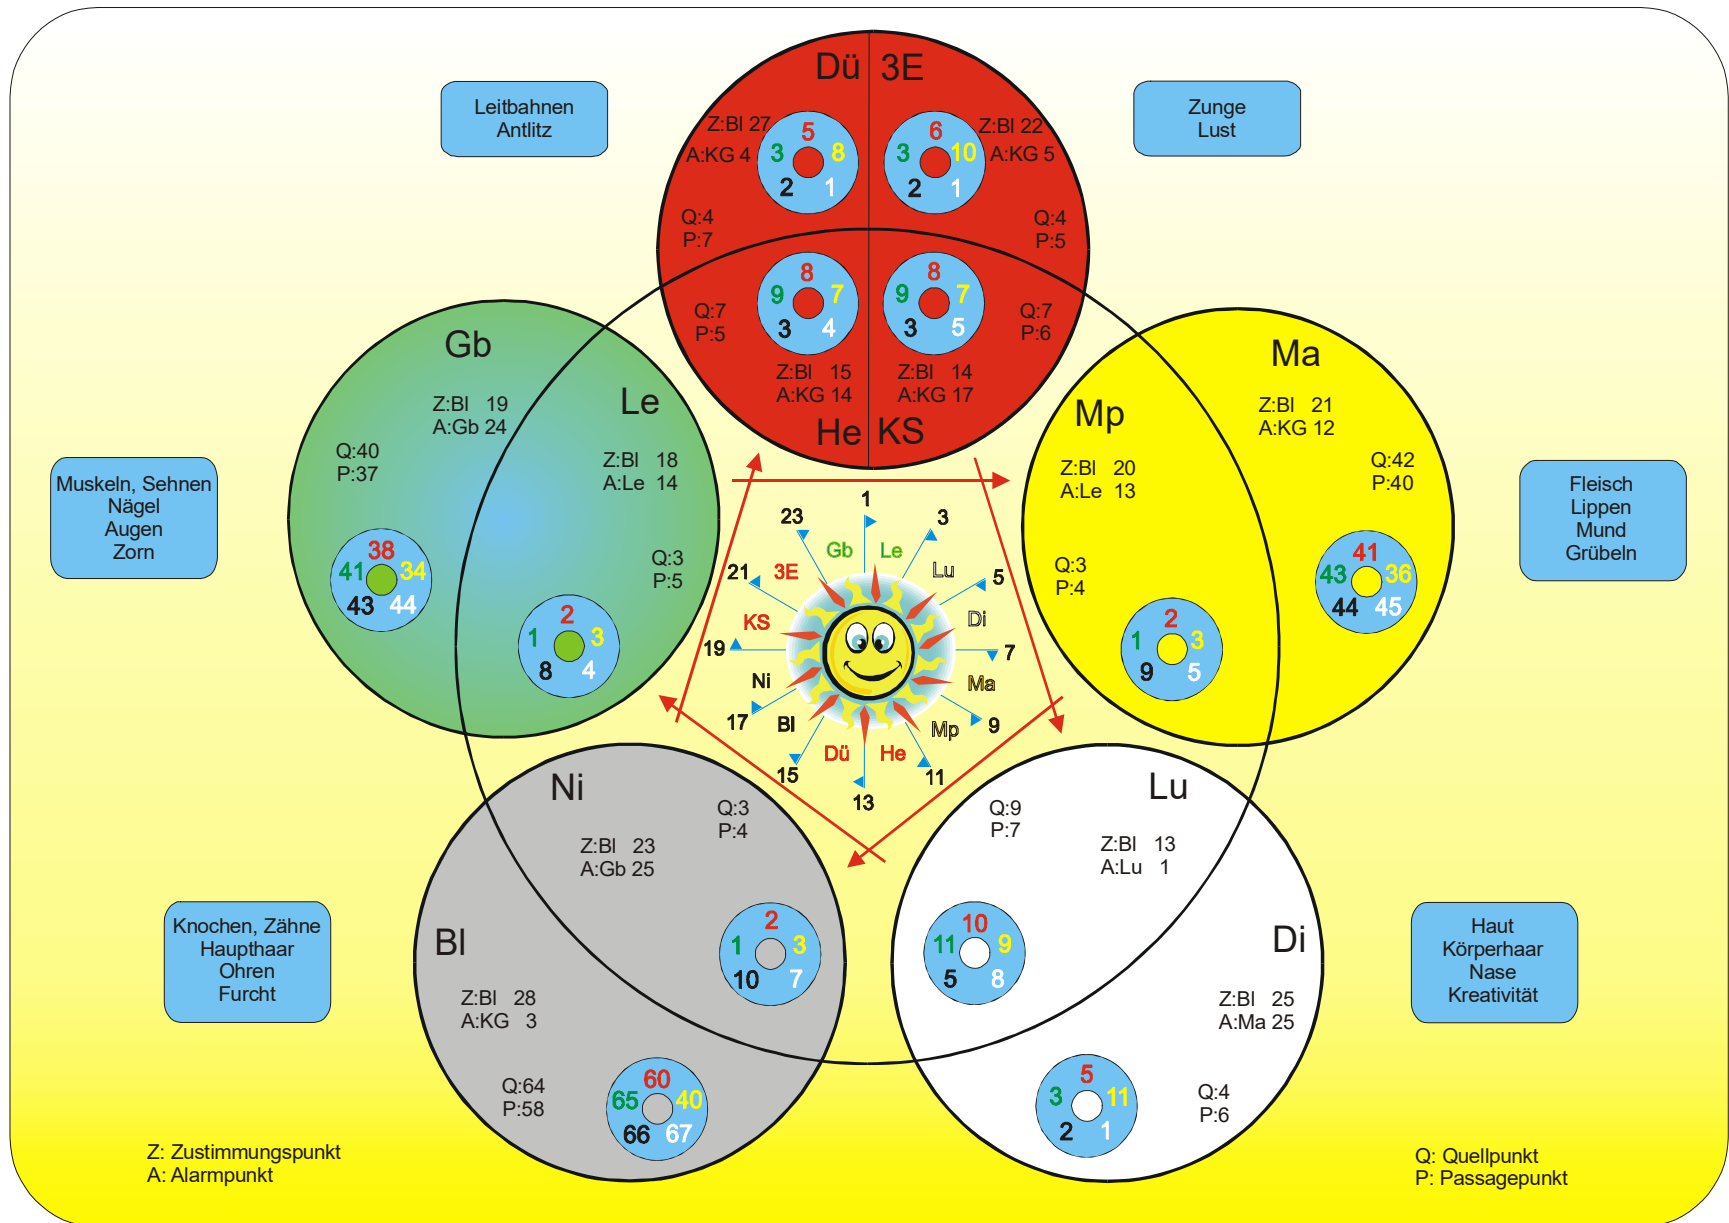 Dü 3E
Leitbahnen
Antlitz
Zunge
Lust
Z:Bl 27
A:KG 4
5
3 8
2 1
Z:Bl 22
A:KG 5
6
3 10
2 1
Q:4
P:7
Q:4
P:5
8
9 7
3 4
8
9 7
3 5
Q:7
P:5
Q:7
P:6
Z:Bl 15
A:KG 14
Z:Bl 14
A:KG 17
He KS
Gb
Z:Bl 19
A:Gb 24
Le
Z:Bl 18
A:Le 14
Q:40
P:37
Q:3
P:5
38
41 34
43 44
2
1 3
8 4
Muskeln, Sehnen
Nägel
Augen
Zorn
Ma
Z:Bl 21
A:KG 12
Mp
Z:Bl 20
A:Le 13
Q:42
P:40
Q:3
P:4
41
43 36
44 45
2
1 3
9 5
Fleisch
Lippen
Mund
Grübeln
1
23 3
Gb Le
21 3E Lu 5
KS Di
19 7
Ni Ma
17 Bl Mp 9
Dü He
15 11
13
Ni
Q:3
P:4
Z:Bl 23
A:Gb 25
Bl
2
1 3
10 7
Z:Bl 28
A:KG 3
Q:64
P:58
60
65 40
66 67
Knochen, Zähne
Haupthaar
Ohren
Furcht
Lu
Q:9
P:7
Z:Bl 13
A:Lu 1
Di
10
11 9
5 8
Z:Bl 25
A:Ma 25
Q:4
P:6
5
3 11
2 1
Haut
Körperhaar
Nase
Kreativität
Z: Zustimmungspunkt
A: Alarmpunkt
Q: Quellpunkt
P: Passagepunkt